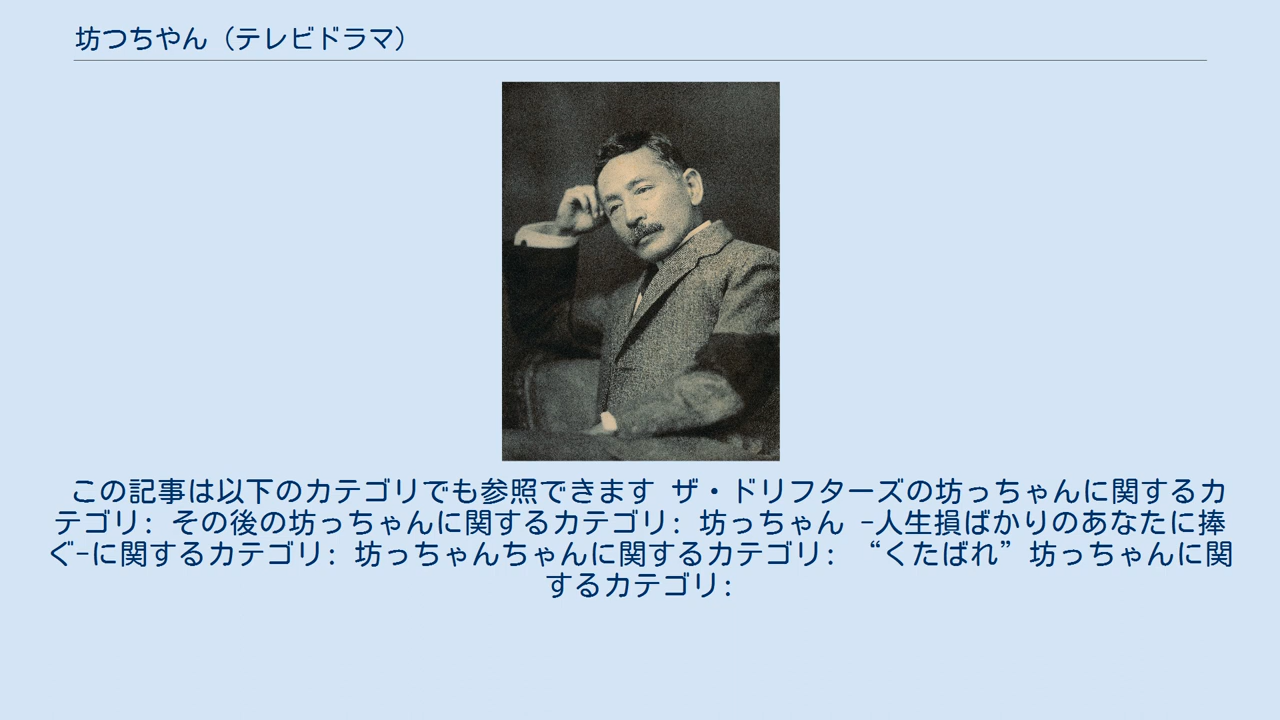 坊つちやん（テレビドラマ）
この記事は以下のカテゴリでも参照できます ザ・ドリフターズの坊っちゃんに関するカ
テゴリ: その後の坊っちゃんに関するカテゴリ: 坊っちゃん -人生損ばかりのあなたに捧
ぐ-に関するカテゴリ: 坊っちゃんちゃんに関するカテゴリ: “くたばれ”坊っちゃんに関
するカテゴリ: